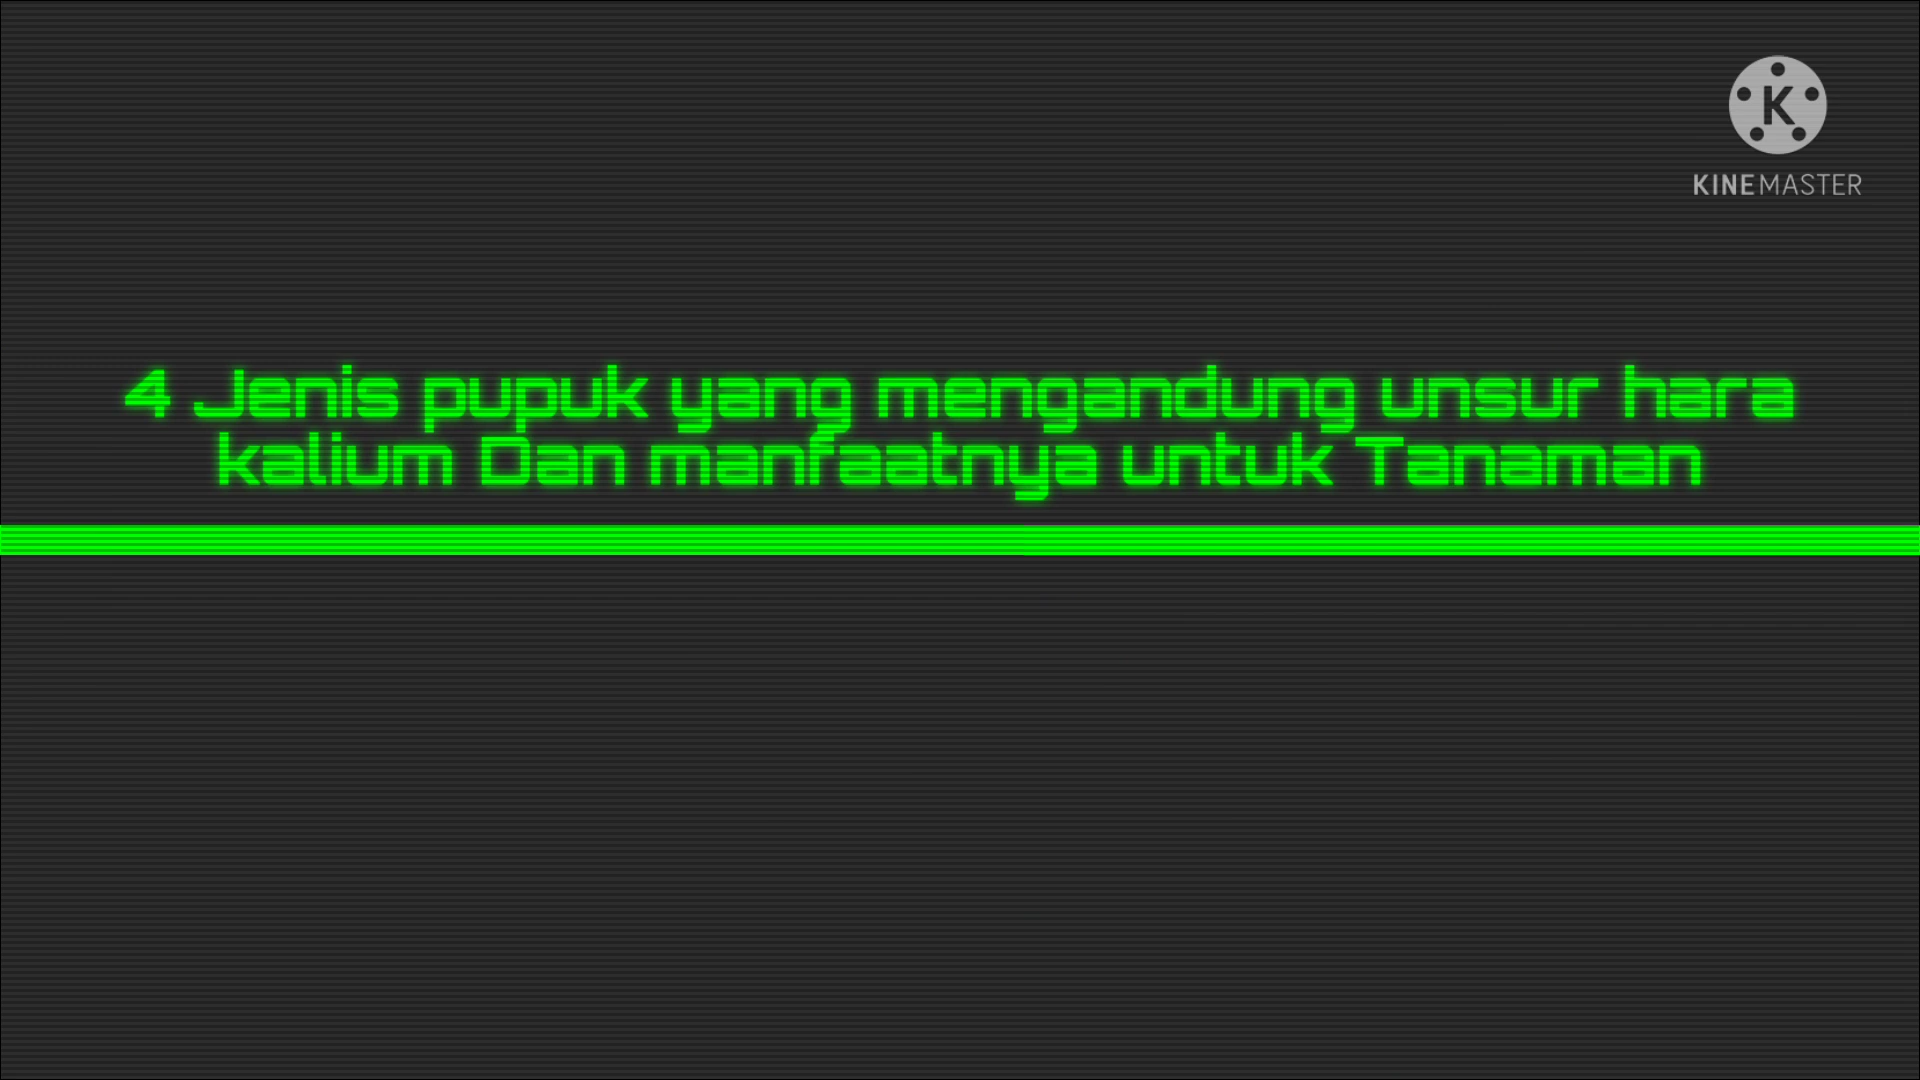 K
KINEMASTER
4 Jenis pupuk yang mengandung unsur hara
kalium Dan manfaatnya untuk Tanaman